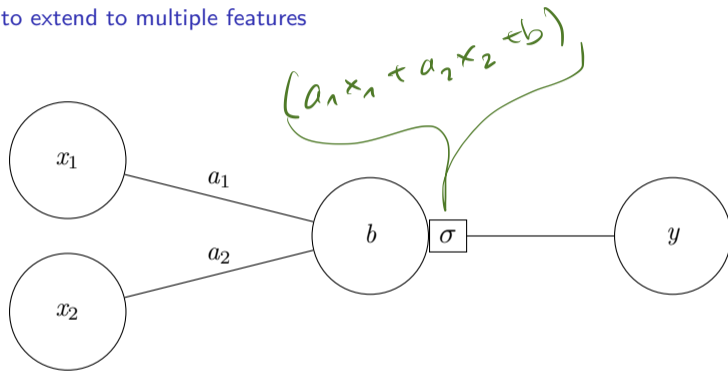 to extend to multiple features
(a₁x₁ + a₂x₂ + b)
x₁
a₁
b
σ
y
a₂
x₂